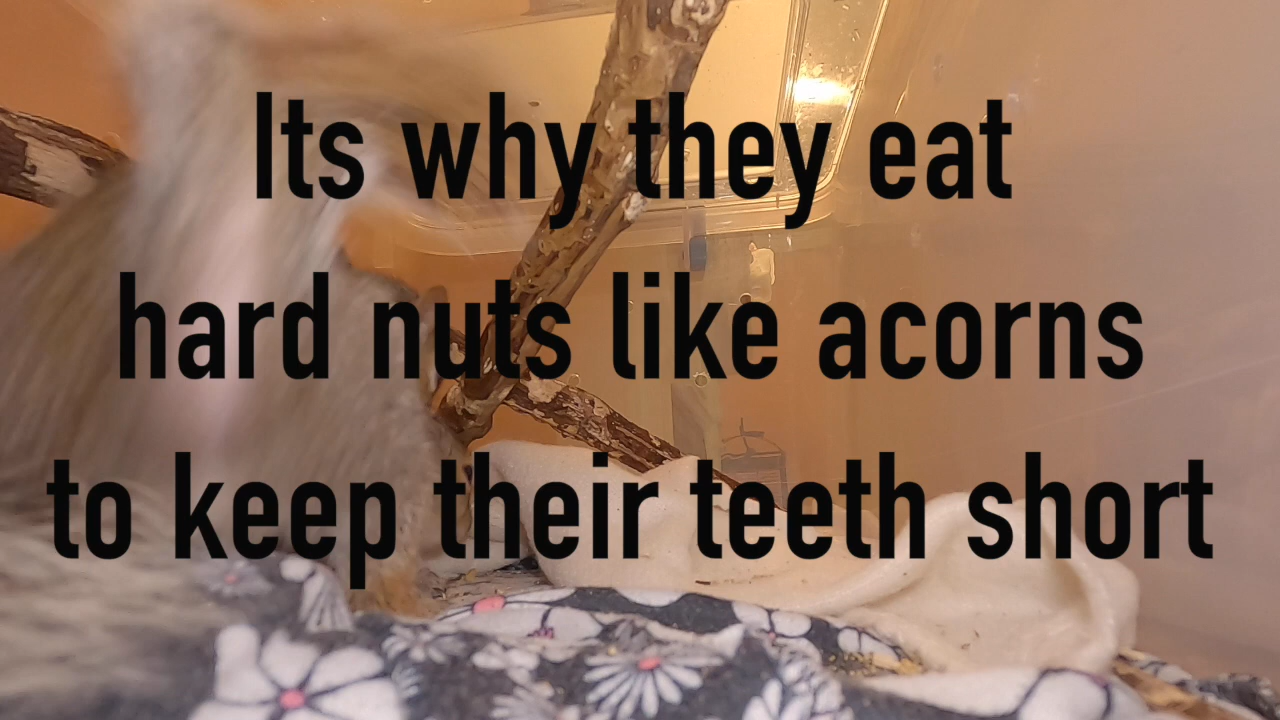 Its why they eat
hard nuts like acorns
to keep their teeth short